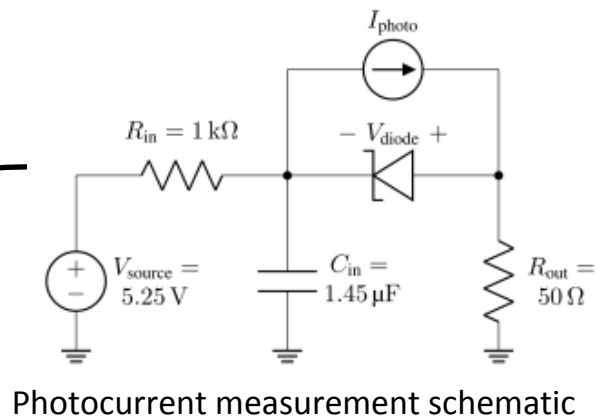 I_photo
R_in = 1 kΩ
− V_diode +
+
−
V_source =
5.25 V
C_in =
1.45 μF
R_out =
50 Ω
Photocurrent measurement schematic